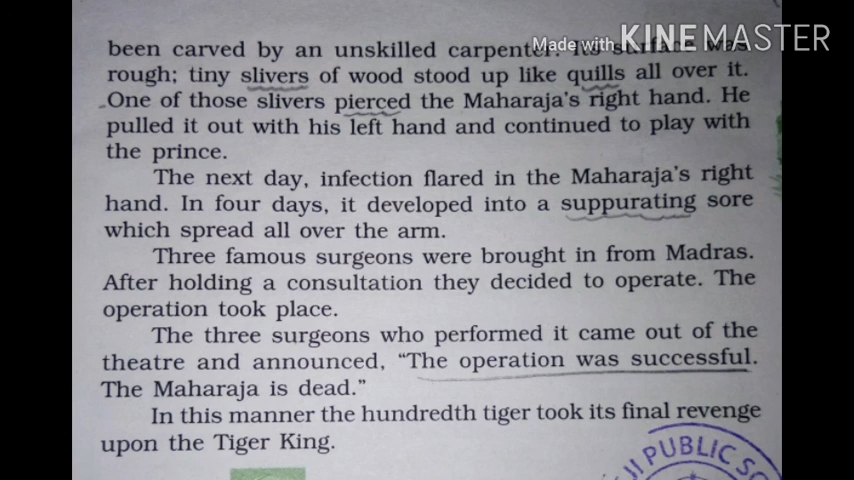 been carved by an unskilled carpenter. Its surface was
Made with KINEMASTER
rough; tiny slivers of wood stood up like quills all over it.
One of those slivers pierced the Maharaja's right hand. He
pulled it out with his left hand and continued to play with
the prince.
The next day, infection flared in the Maharaja's right
hand. In four days, it developed into a suppurating sore
which spread all over the arm.
Three famous surgeons were brought in from Madras.
After holding a consultation they decided to operate. The
operation took place.
The three surgeons who performed it came out of the
theatre and announced, “The operation was successful.
The Maharaja is dead.”
In this manner the hundredth tiger took its final revenge
upon the Tiger King.
PUBLIC